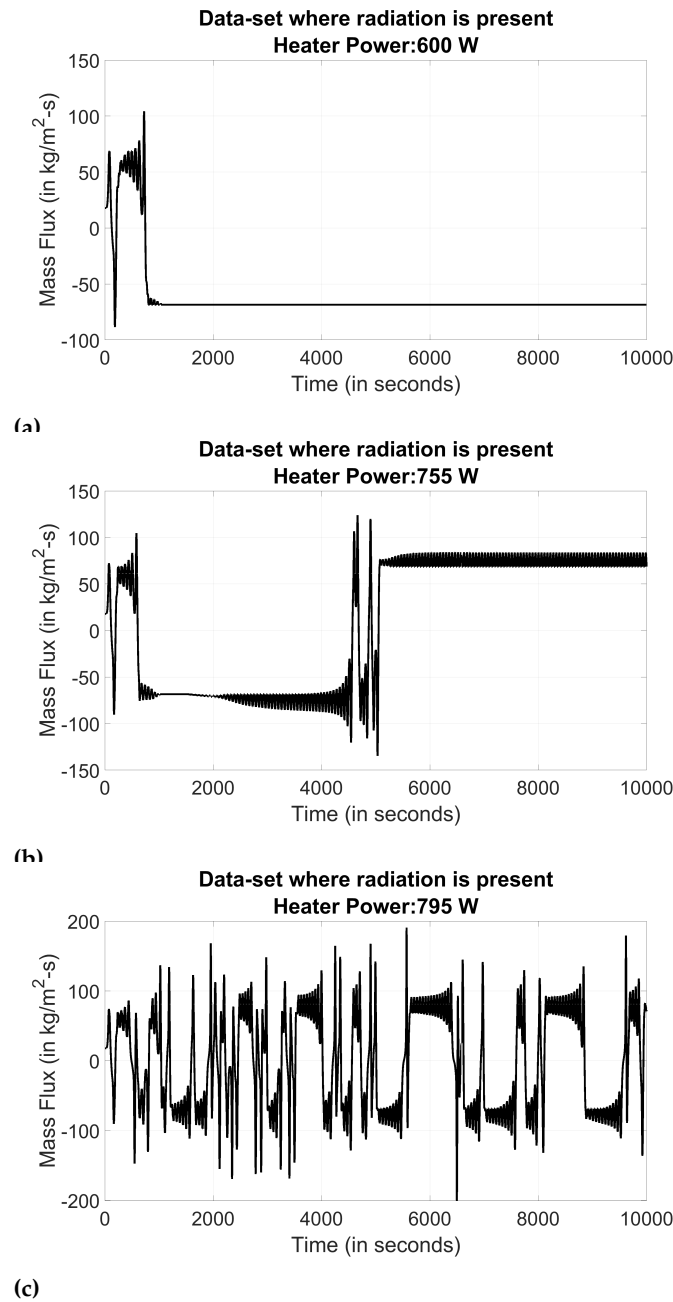 Data-set where radiation is present
Heater Power:600 W
150
100
50
0
-50
-100
Mass Flux (in kg/m²-s)
0 2000 4000 6000 8000 10000
Time (in seconds)
(a)
Data-set where radiation is present
Heater Power:755 W
150
100
50
0
-50
-100
-150
Mass Flux (in kg/m²-s)
0 2000 4000 6000 8000 10000
Time (in seconds)
(b)
Data-set where radiation is present
Heater Power:795 W
200
100
0
-100
-200
Mass Flux (in kg/m²-s)
0 2000 4000 6000 8000 10000
Time (in seconds)
(c)